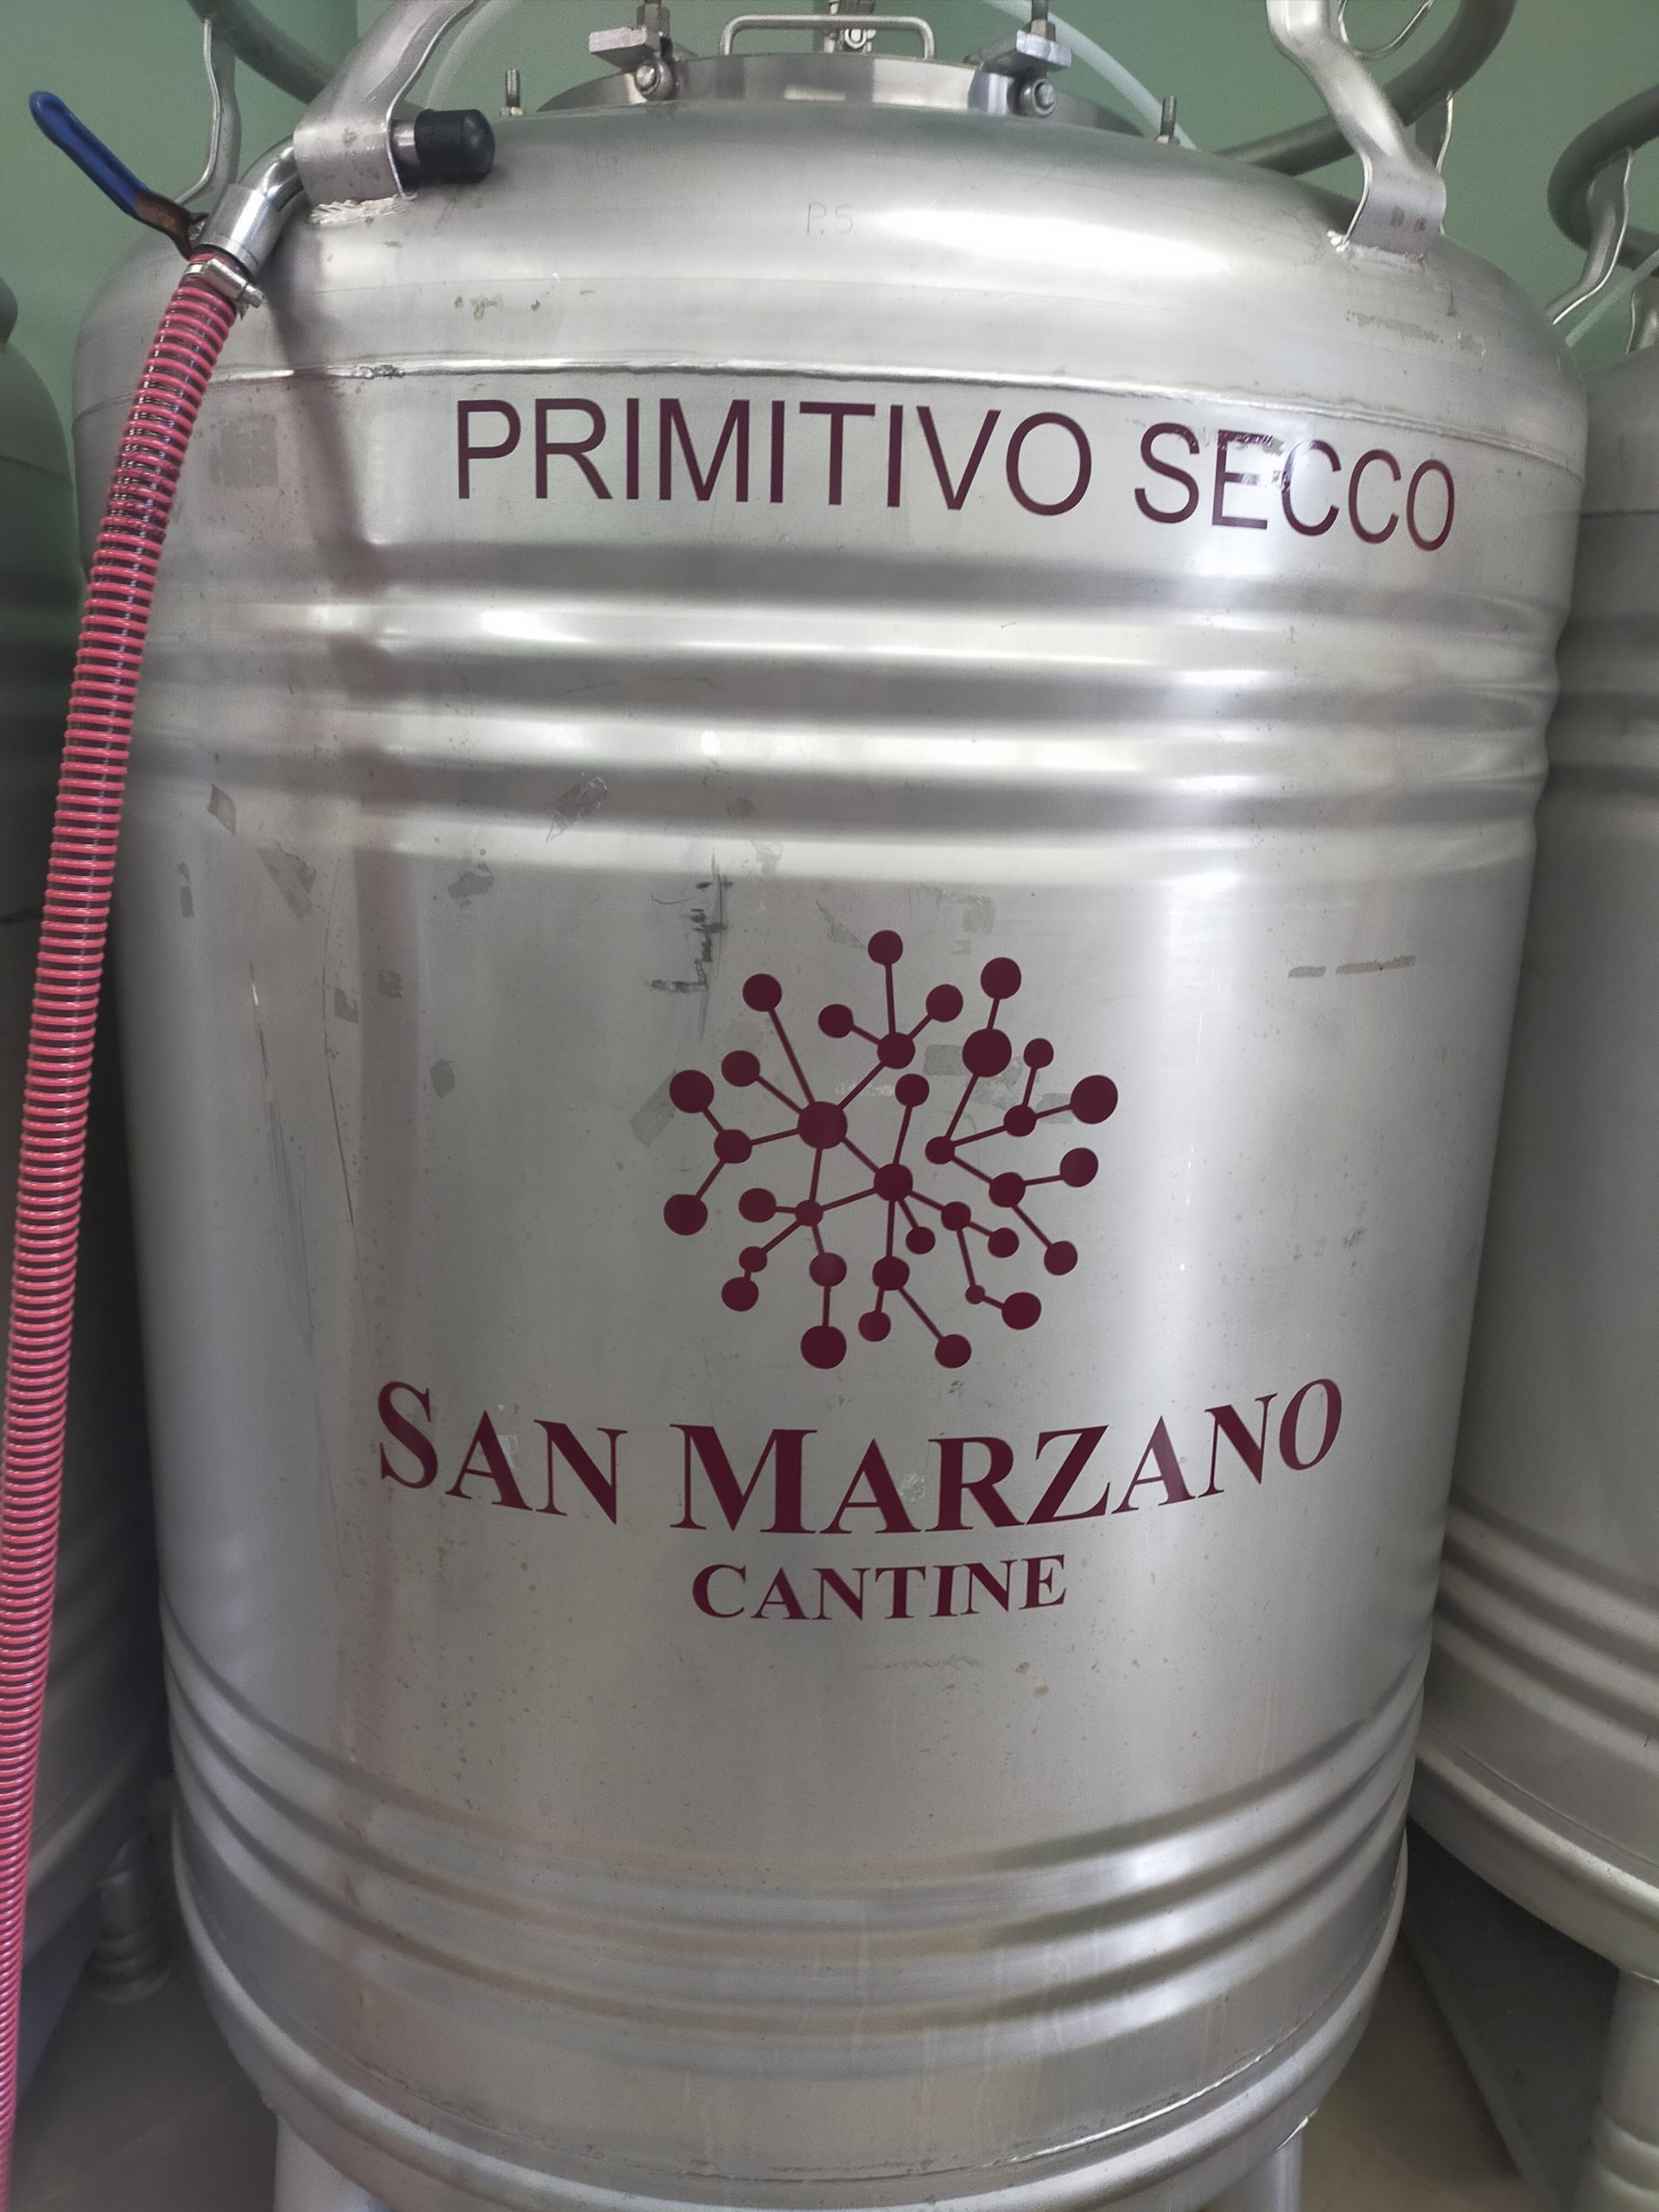 P.S.
PRIMITIVO SECCO
SAN MARZANO
CANTINE